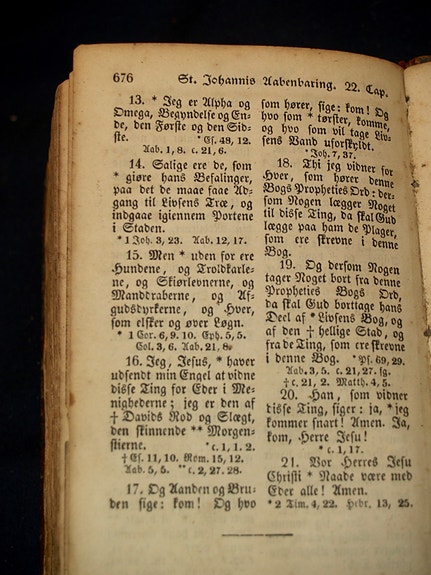 676 St. Johannis Aabenbaring. 22. Cap.
13. * Jeg er Alpha og
Omega, Begyndelse og En-
de, den Første og den Sid-
ste. * Es. 48, 12.
Aab. 1, 8. c. 21, 6.
14. Salige ere de, som
* gjøre hans Befalinger,
paa det de maae faae Ad-
gang til Livsens Træ, og
indgaae igiennem Portene
i Staden.
* 1 Joh. 3, 23. Aab. 12, 17.
15. Men * uden for ere
Hundene, og Troldkarle-
ne, og Skiørlevnerne, og
Manddraberne, og Af-
gudsdyrkerne, og Hver,
som elsker og øver Løgn.
* 1 Cor. 6, 9. 10. Eph. 5, 5.
Col. 3, 6. Aab. 21, 8.
16. Jeg, Jesus, * haver
udsendt min Engel at vidne
disse Ting for Eder i Me-
nighederne; jeg er den af
† Davids Rod og Slægt,
den skinnende ** Morgen-
stierne. * c. 1, 1. 2.
† Es. 11, 10. Rom. 15, 12.
Aab. 5, 5. ** c. 2, 27. 28.
17. Og Aanden og Bru-
den sige: kom! Og hvo
som hører, sige: kom! Og
hvo som * tørster, komme,
og hvo som vil tage Liv-
sens Vand uforskyldt.
* Joh. 7, 37.
18. Thi jeg vidner for
Hver, som hører denne
Bogs Propheties Ord: der-
som Nogen lægger Noget
til disse Ting, da skal Gud
lægge paa ham de Plager,
som ere skrevne i denne
Bog.
19. Og dersom Nogen
tager Noget bort fra denne
Propheties Bogs Ord,
da skal Gud borttage hans
Deel af * Livsens Bog, og
af den † hellige Stad, og
fra de Ting, som ere skrevne
i denne Bog. * Ps. 69, 29.
Aab. 3, 5. c. 21, 27. fg.
† c. 21, 2. Matth. 4, 5.
20. Han, som vidner
disse Ting, siger: ja, * jeg
kommer snart! Amen. Ja,
kom, Herre Jesu!
* c. 1, 17.
21. Vor Herres Jesu
Christi * Naade være med
Eder alle! Amen.
* 2 Tim. 4, 22. Hebr. 13, 25.